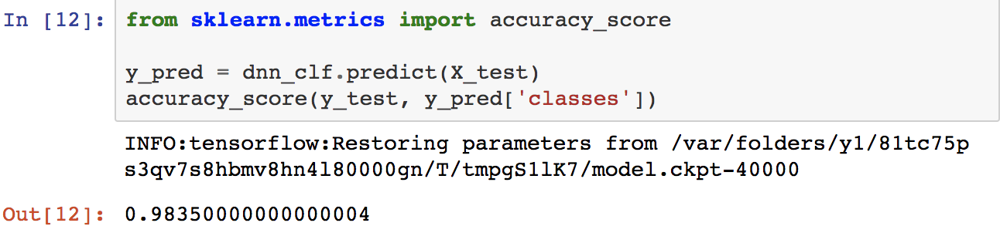 In [12]: from sklearn.metrics import accuracy_score
y_pred = dnn_clf.predict(X_test)
accuracy_score(y_test, y_pred['classes'])
INFO:tensorflow:Restoring parameters from /var/folders/y1/81tc75p
s3qv7s8hbmv8hn4l80000gn/T/tmpgS1lK7/model.ckpt-40000
Out[12]: 0.98350000000000004